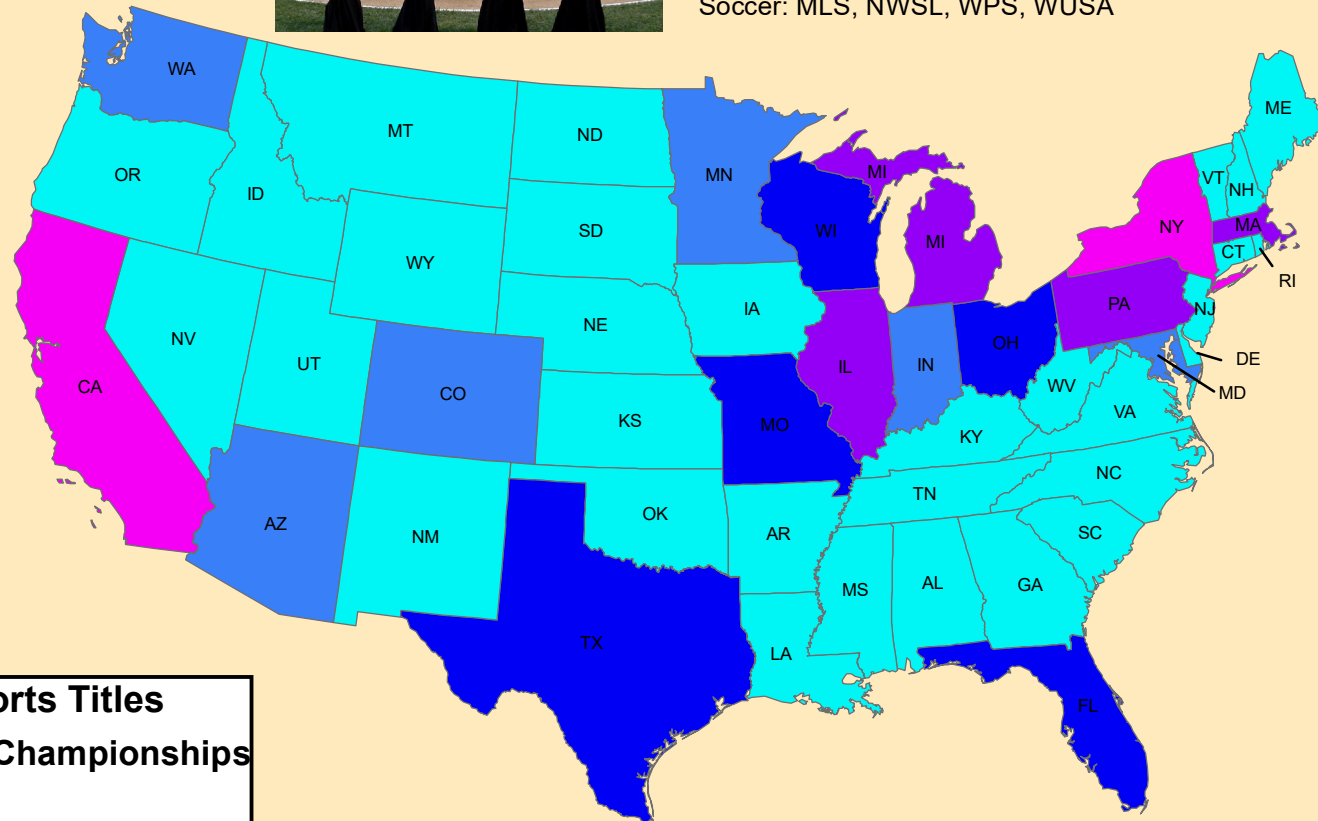 Soccer: MLS, NWSL, WPS, WUSA
WA
MT
ND
MN
ME
OR
ID
SD
MI
VT
NH
WY
WI
MI
NY
MA
CT
RI
NV
NE
IA
PA
NJ
UT
CO
IL
IN
OH
DE
MD
CA
KS
MO
WV
VA
KY
AZ
NM
OK
TN
NC
AR
SC
MS
AL
GA
TX
LA
FL
orts Titles
Championships